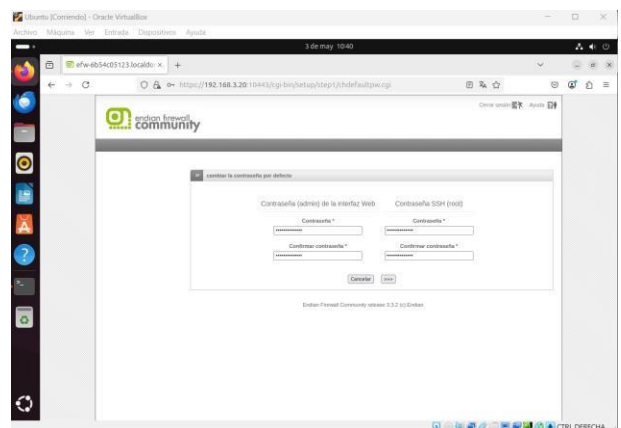 Ubuntu [Corriendo] - Oracle VirtualBox
Archivo Máquina Ver Entrada Dispositivos Ayuda
3 de may 10:40
efw-6b54c05123.localdo
https://192.168.3.20:10443/cgi-bin/setup/step1/chdefaultpw.cgi
Cerrar sesión Ayuda
endian firewall
community
cambiar la contraseña por defecto
Contraseña (admin) de la interfaz Web Contraseña SSH (root)
Contraseña * Contraseña *
Confirmar contraseña * Confirmar contraseña *
Cancelar >>>
Endian Firewall Community release 3.3.2 (c) Endian
CTRL DERECHA